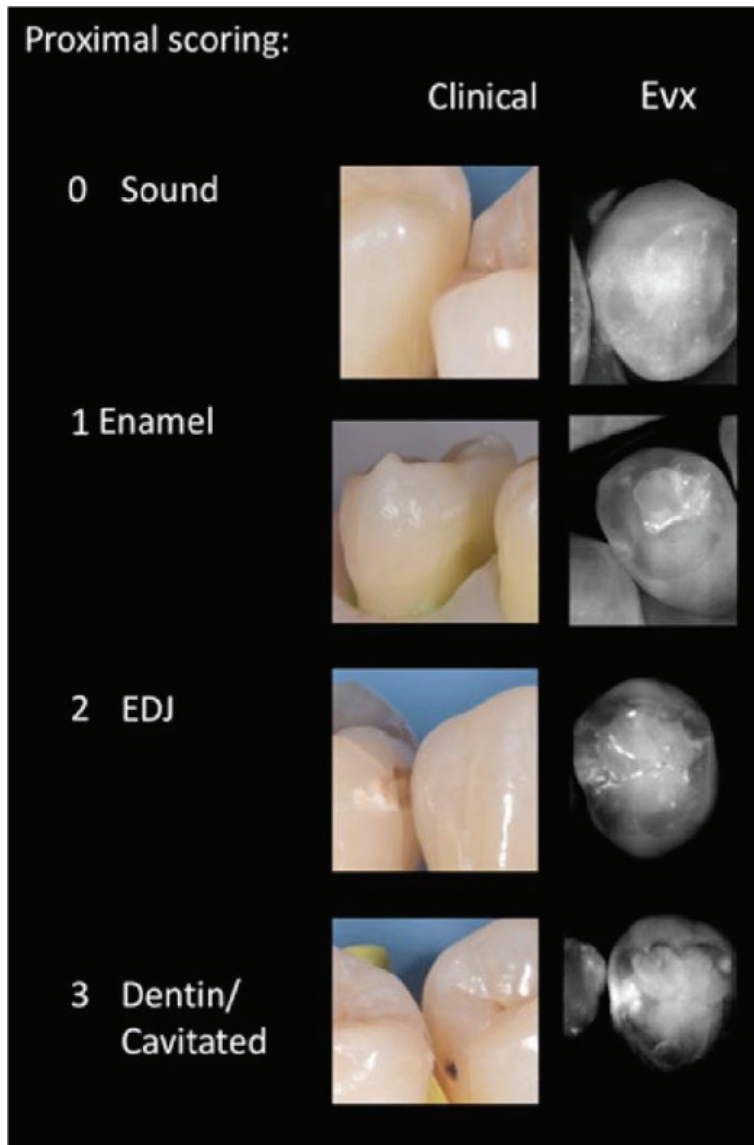 Proximal scoring:
Clinical Evx
0 Sound
1 Enamel
2 EDJ
3 Dentin/
Cavitated